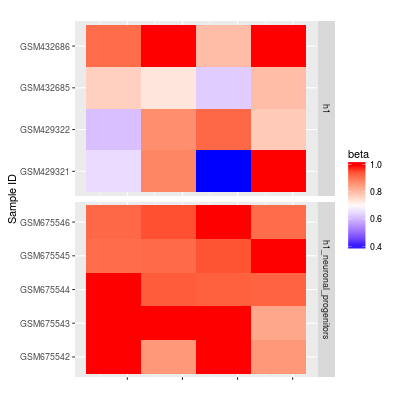 GSM432686
GSM432685
GSM429322
GSM429321
h1
GSM675546
GSM675545
GSM675544
GSM675543
GSM675542
h1_neuronal_progenitors
Sample ID
beta
1.0
0.8
0.6
0.4